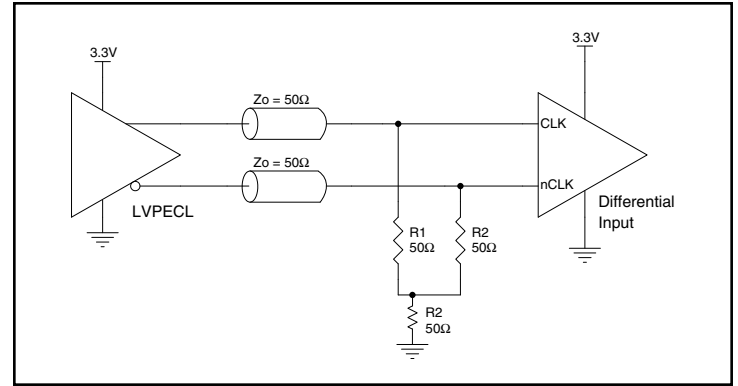 3.3V
3.3V
Zo = 50Ω
CLK
Zo = 50Ω
nCLK
LVPECL
Differential
Input
R1
50Ω
R2
50Ω
R2
50Ω